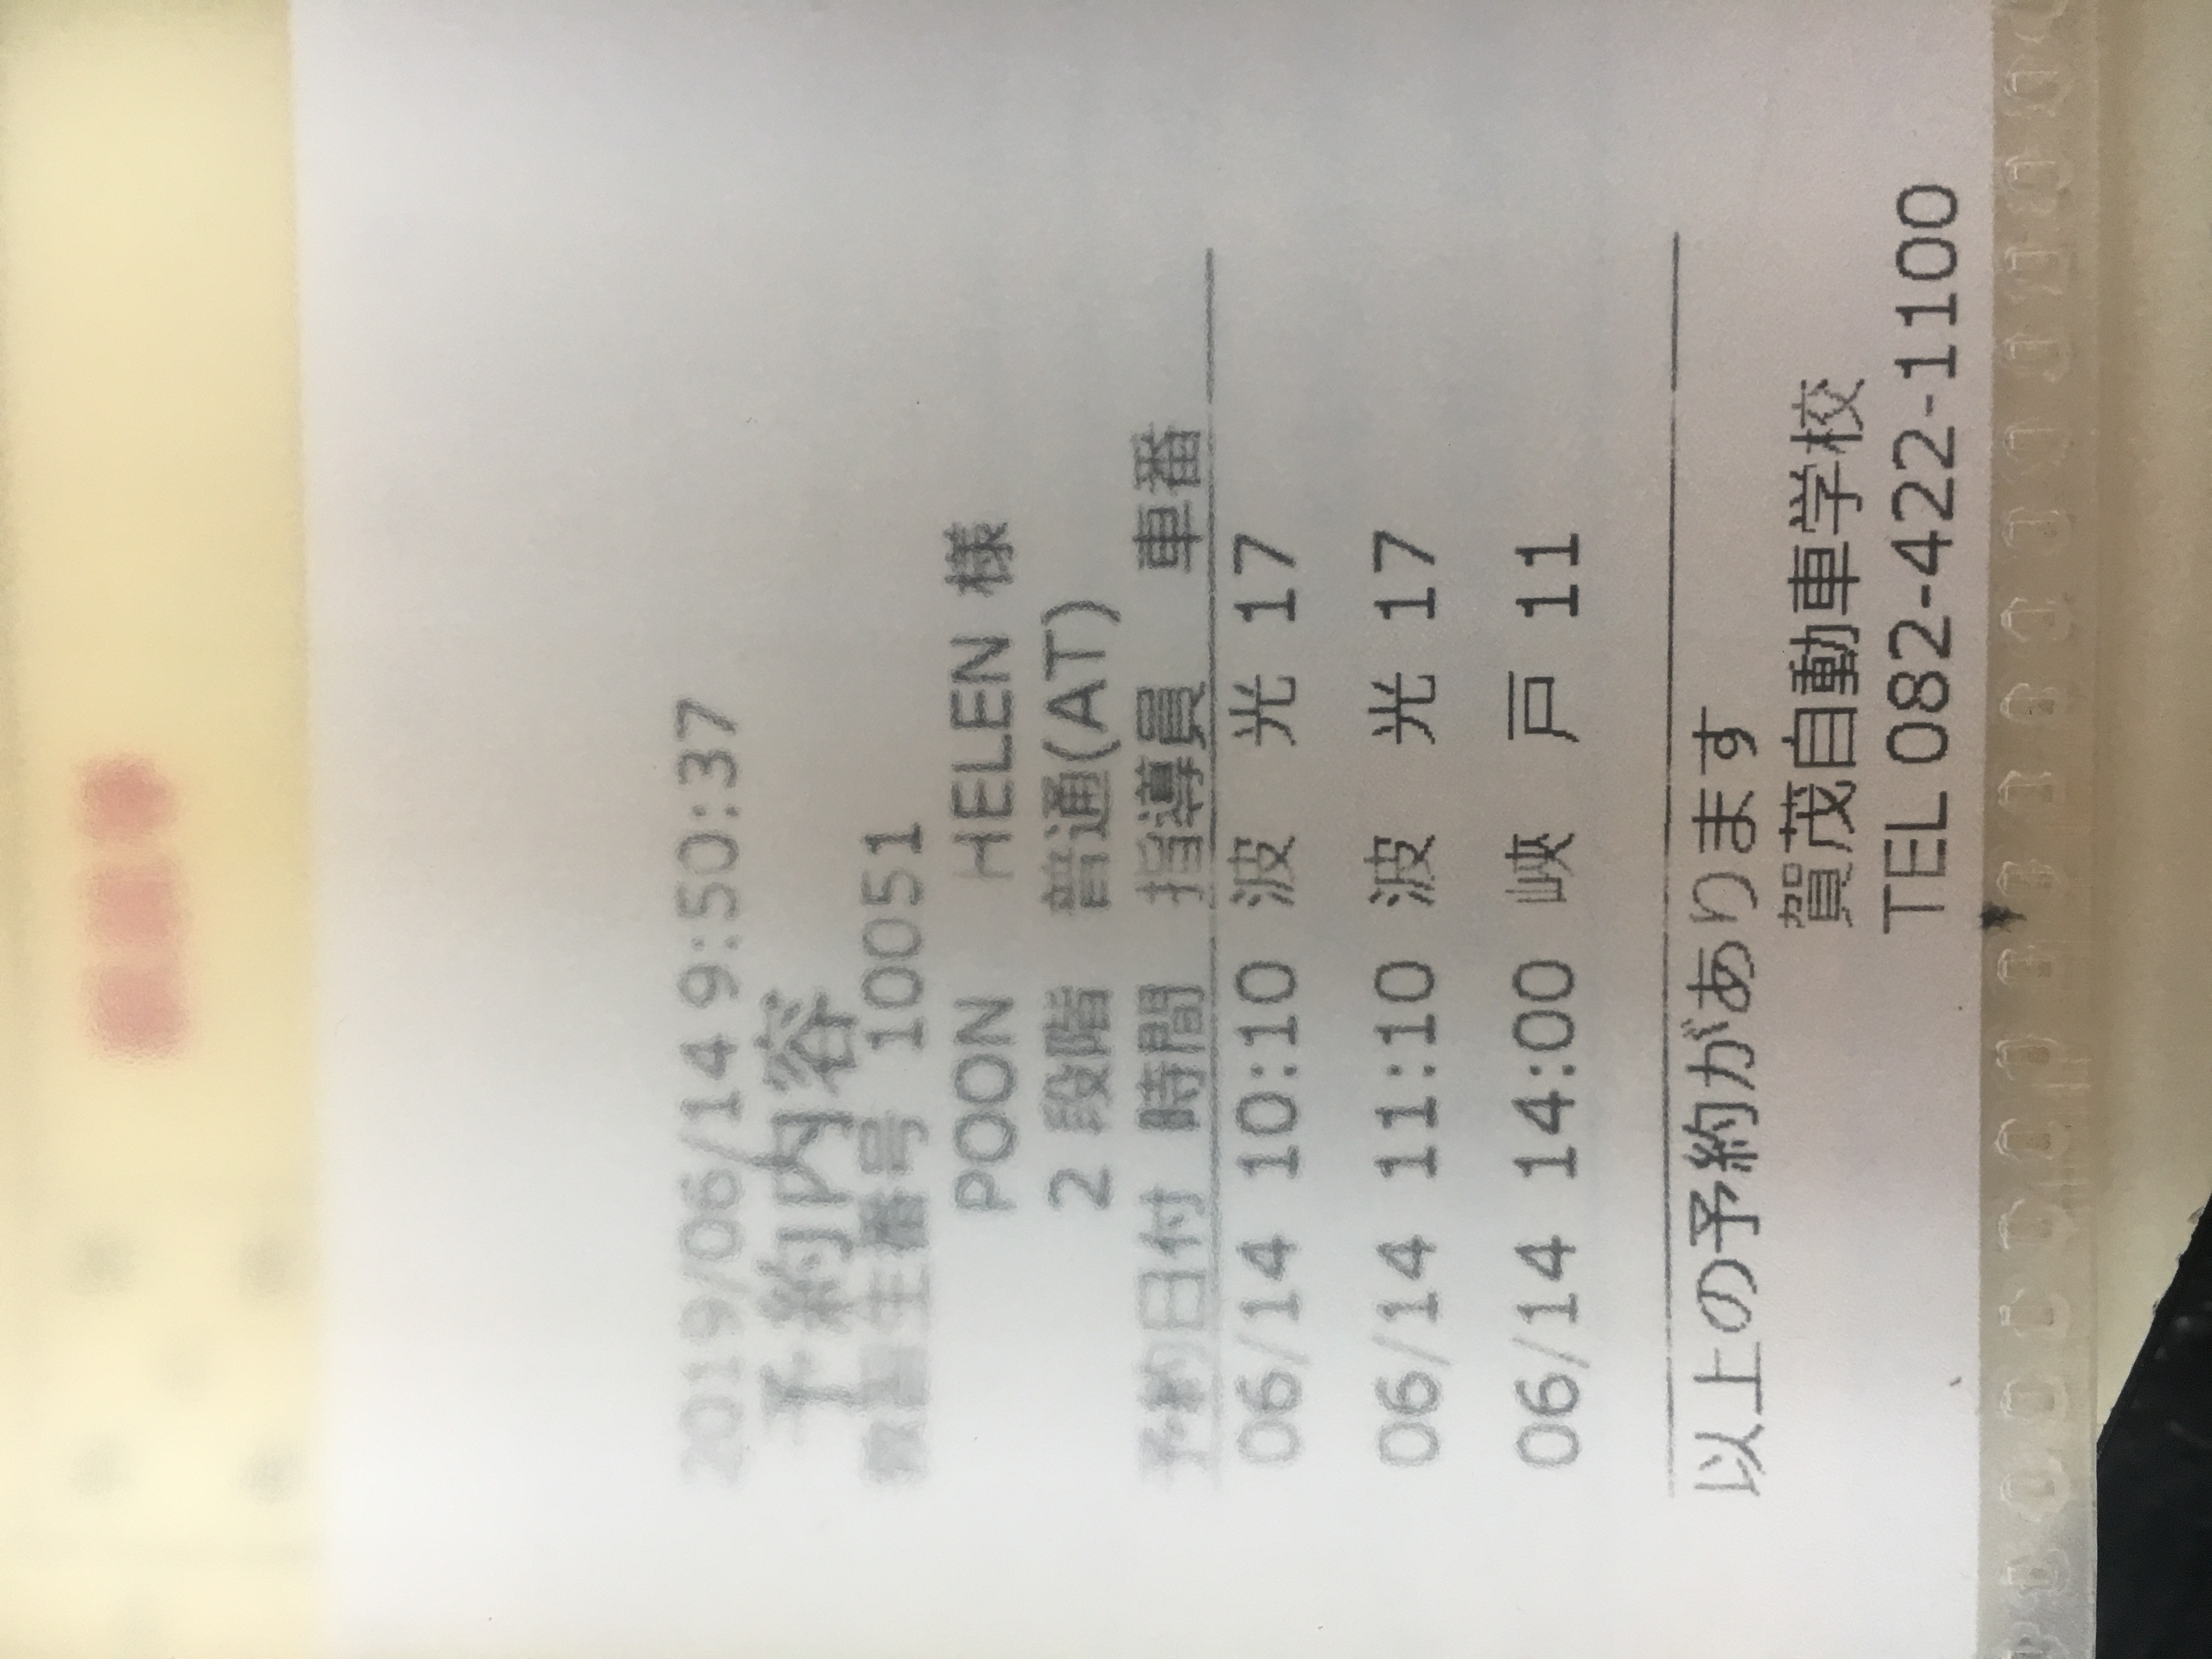 2019/06/14 9:50:37
予約内容
教習生番号 10051
POON HELEN 様
2 段階 普通(AT)
予約日付 時間 指導員 車番
06/14 10:10 波 光 17
06/14 11:10 波 光 17
06/14 14:00 峽 戸 11
以上の予約があります
賀茂自動車学校
TEL 082-422-1100